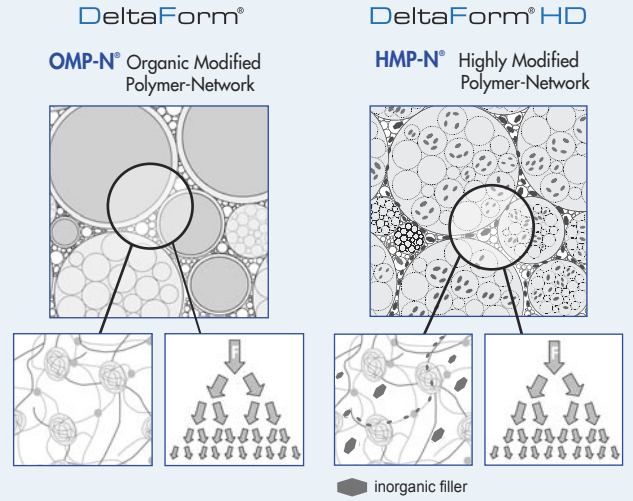 DeltaForm®
OMP-N® Organic Modified
Polymer-Network
F
DeltaForm® HD
HMP-N® Highly Modified
Polymer-Network
F
inorganic filler